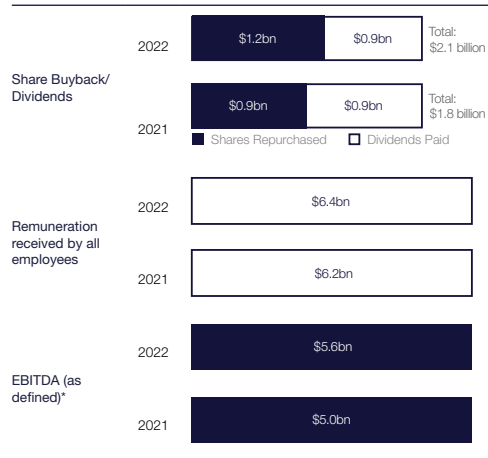 2022
$1.2bn
$0.9bn
Total:
$2.1 billion
Share Buyback/
Dividends
2021
$0.9bn
$0.9bn
Total:
$1.8 billion
Shares Repurchased
Dividends Paid
2022
$6.4bn
Remuneration
received by all
employees
2021
$6.2bn
2022
$5.6bn
EBITDA (as
defined)*
2021
$5.0bn